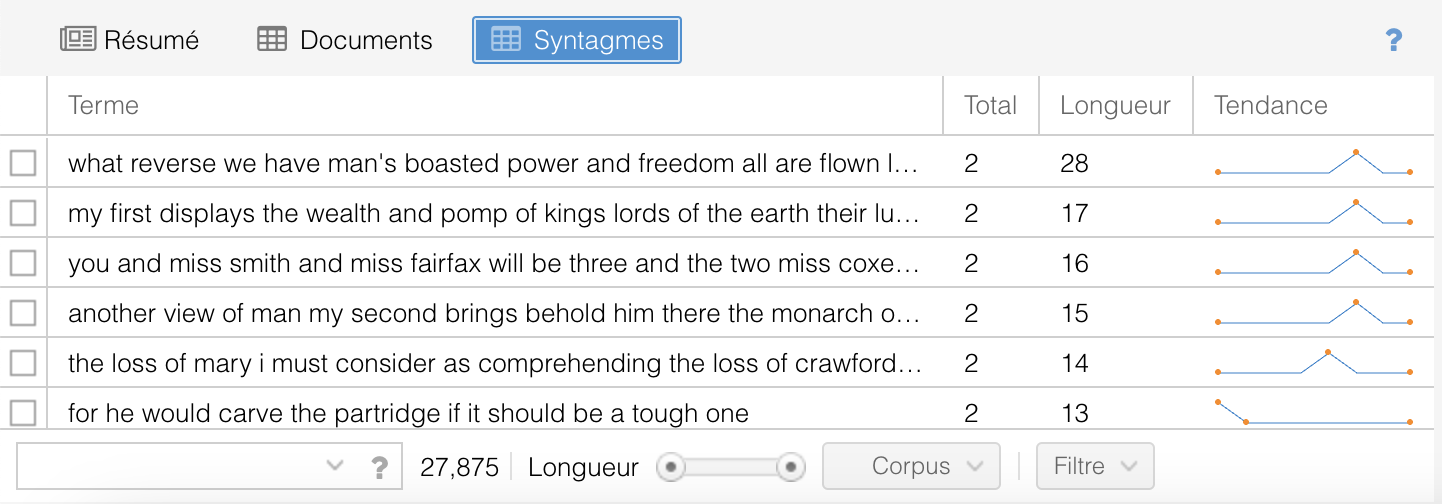 Résumé Documents Syntagmes ?
Terme Total Longueur Tendance
what reverse we have man's boasted power and freedom all are flown l... 2 28
my first displays the wealth and pomp of kings lords of the earth their lu... 2 17
you and miss smith and miss fairfax will be three and the two miss coxe... 2 16
another view of man my second brings behold him there the monarch o... 2 15
the loss of mary i must consider as comprehending the loss of crawford... 2 14
for he would carve the partridge if it should be a tough one 2 13
? 27,875 Longueur Corpus Filtre